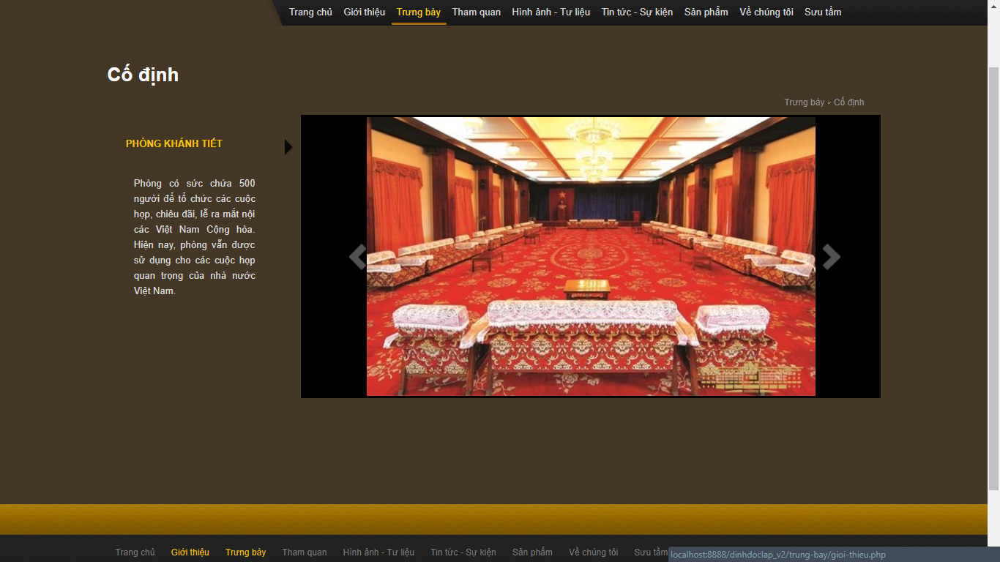 Trang chủ Giới thiệu Trưng bày Tham quan Hình ảnh - Tư liệu Tin tức - Sự kiện Sản phẩm Về chúng tôi Sưu tầm
Cố định
Trưng bày » Cố định
PHÒNG KHÁNH TIẾT
Phòng có sức chứa 500
người để tổ chức các cuộc
họp, chiêu đãi, lễ ra mắt nội
các Việt Nam Cộng hòa.
Hiện nay, phòng vẫn được
sử dụng cho các cuộc họp
quan trọng của nhà nước
Việt Nam.
Trang chủ Giới thiệu Trưng bày Tham quan Hình ảnh - Tư liệu Tin tức - Sự kiện Sản phẩm Về chúng tôi Sưu tầm
localhost:8888/dinhdoclap_v2/trung-bay/gioi-thieu.php